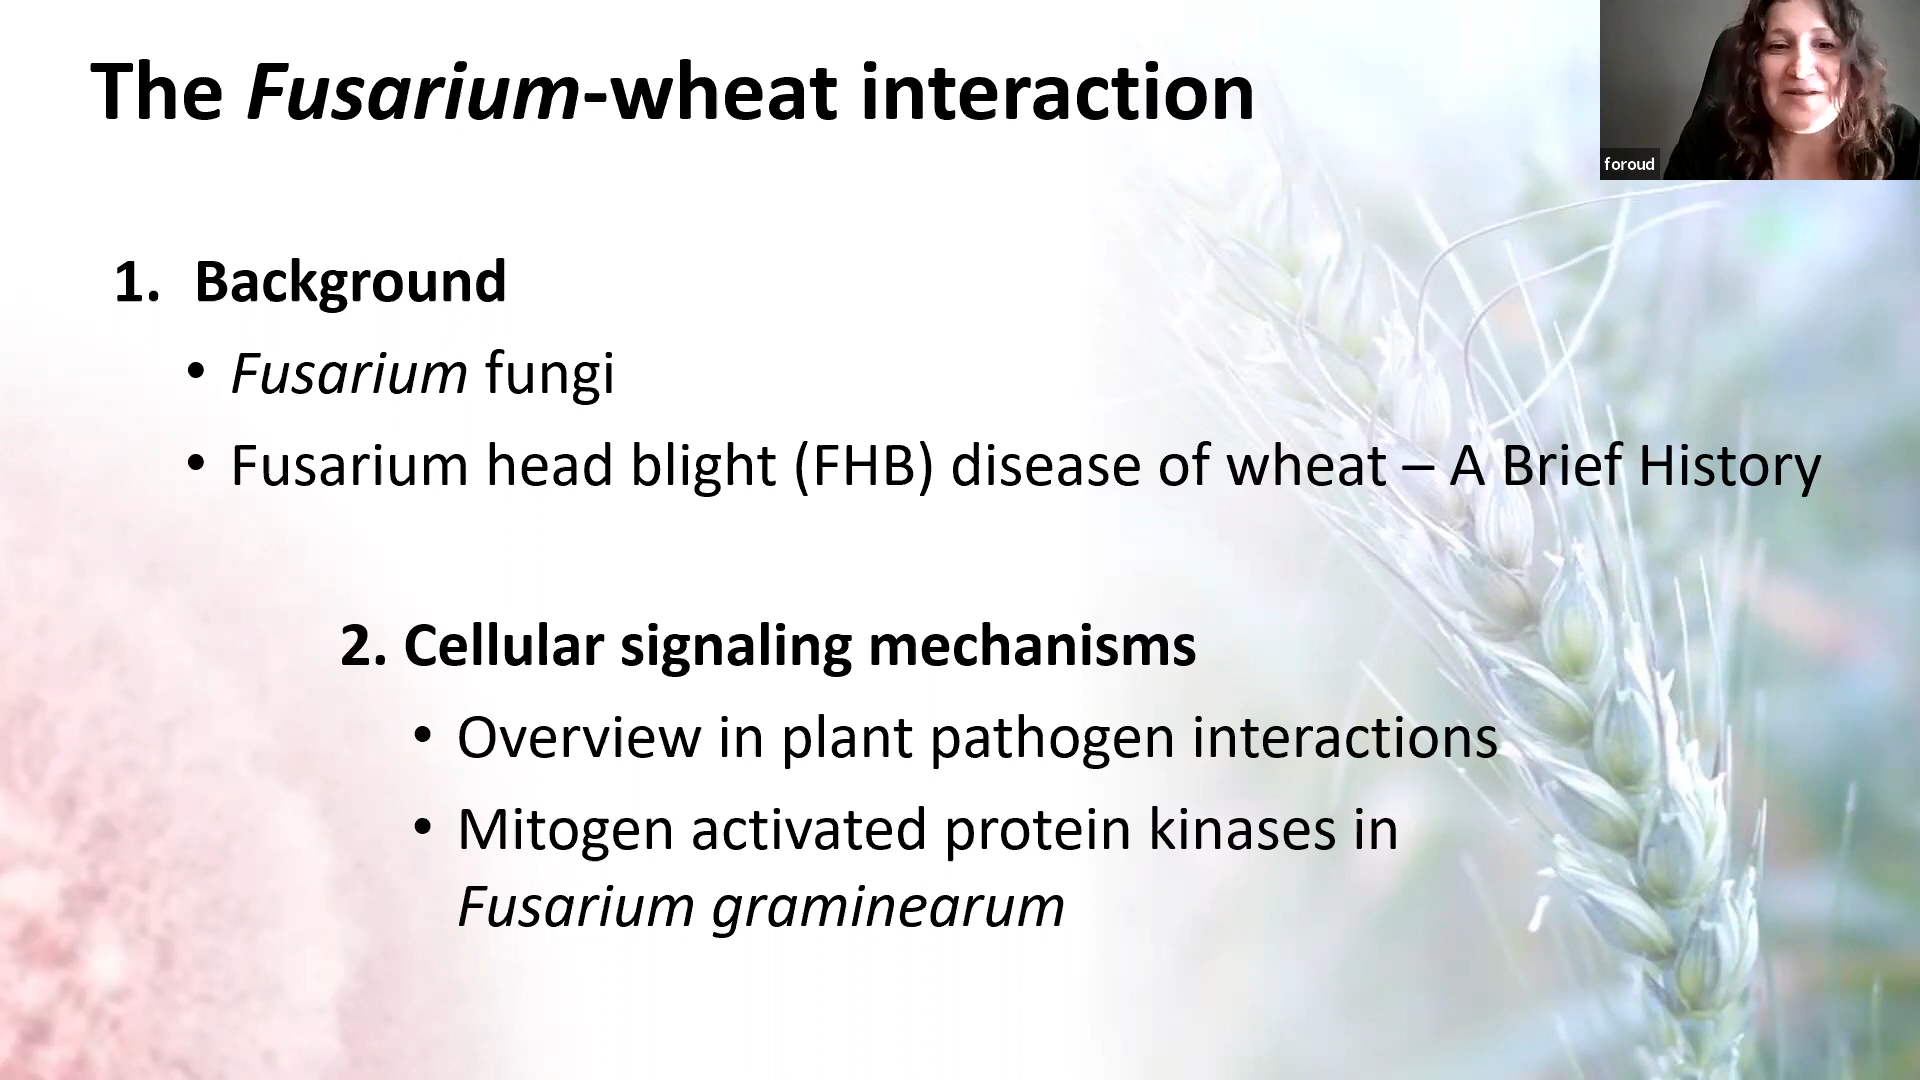 The Fusarium-wheat interaction
foroud
1. Background
• Fusarium fungi
• Fusarium head blight (FHB) disease of wheat – A Brief History
2. Cellular signaling mechanisms
• Overview in plant pathogen interactions
• Mitogen activated protein kinases in
Fusarium graminearum